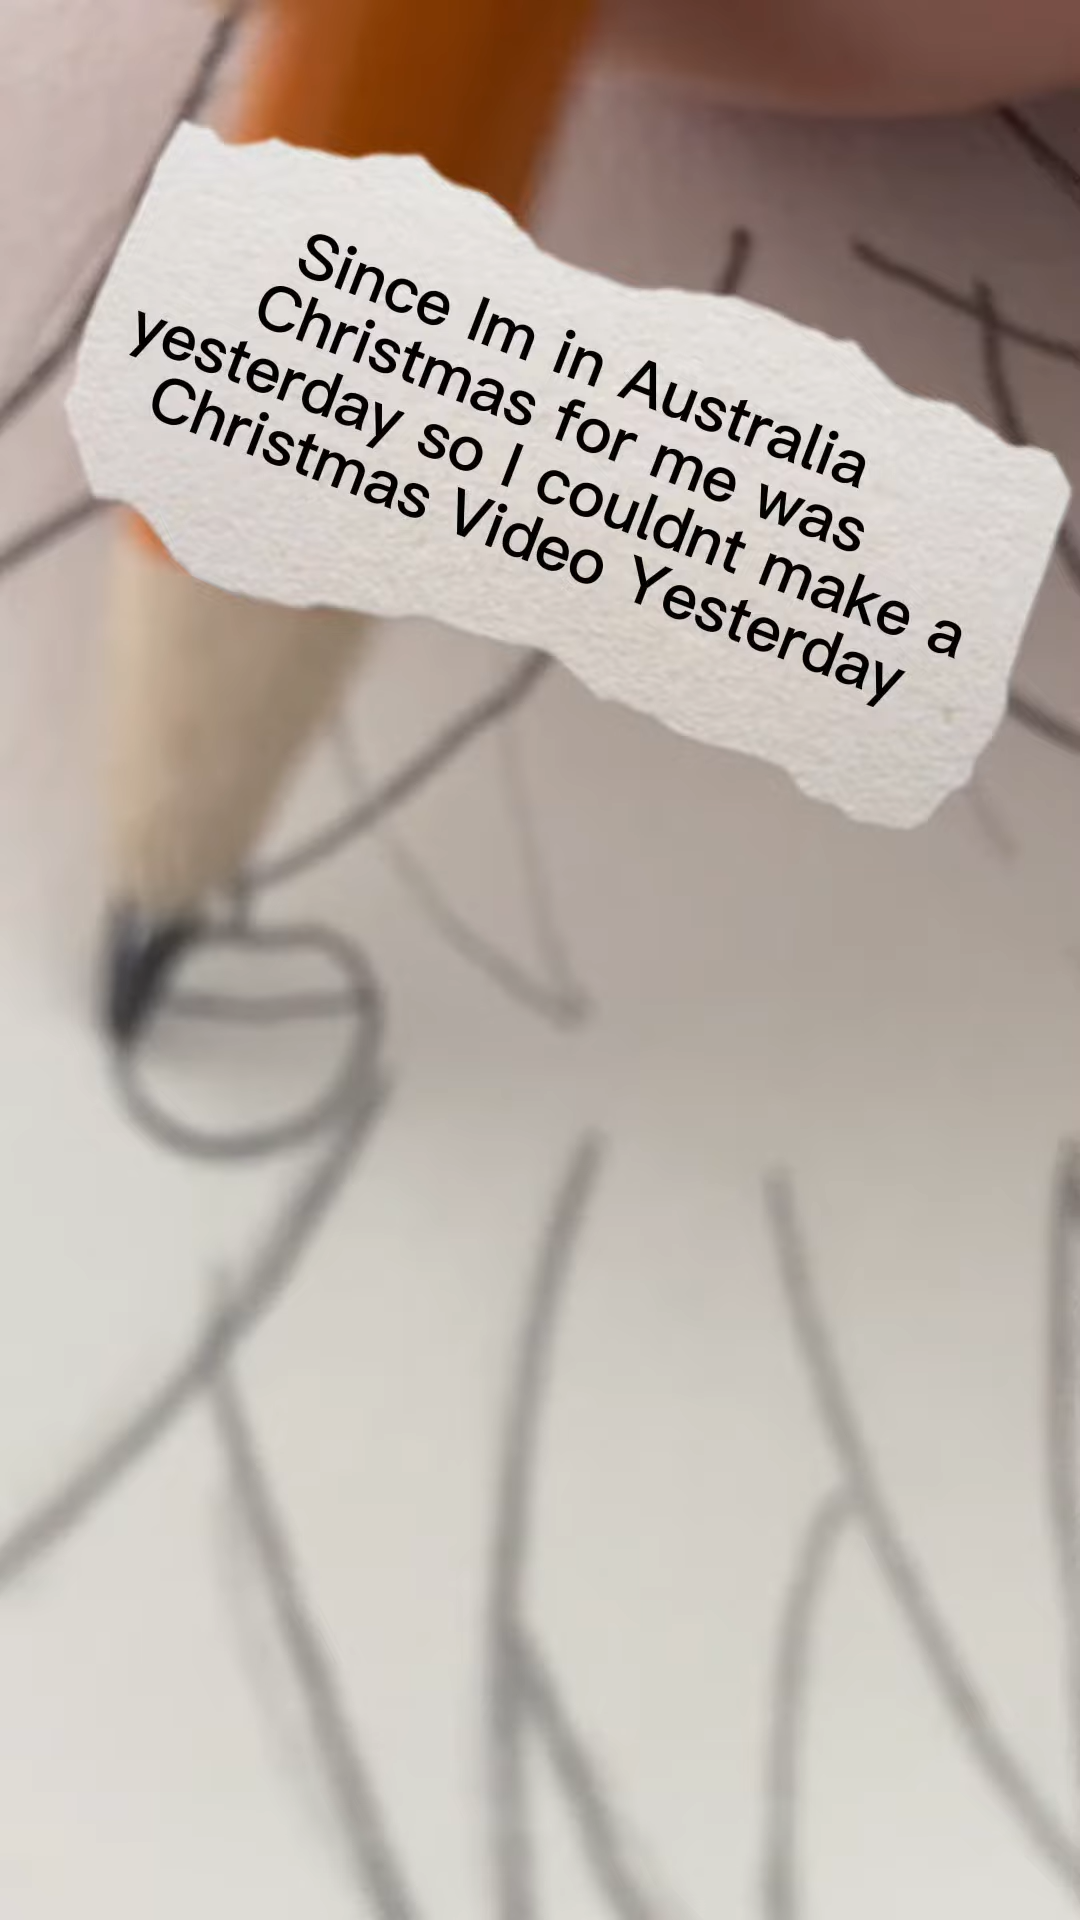 Since Im in Australia
Christmas for me was
yesterday so I couldnt make a
Christmas Video Yesterday